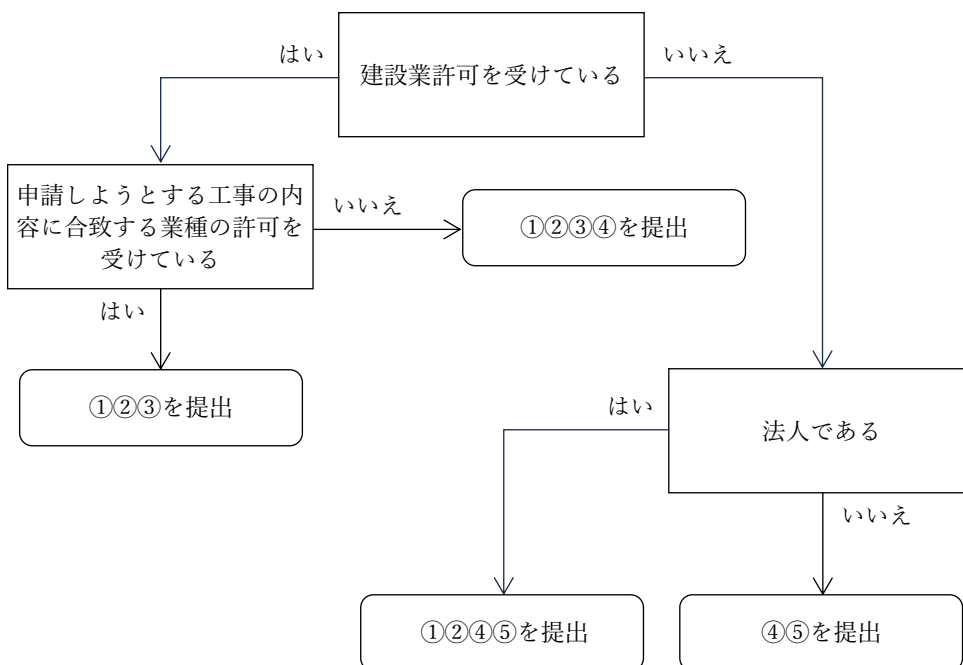 はい
建設業許可を受けている
いいえ
申請しようとする工事の内
容に合致する業種の許可を
受けている
いいえ
①②③④を提出
はい
①②③を提出
はい
法人である
いいえ
①②④⑤を提出
④⑤を提出